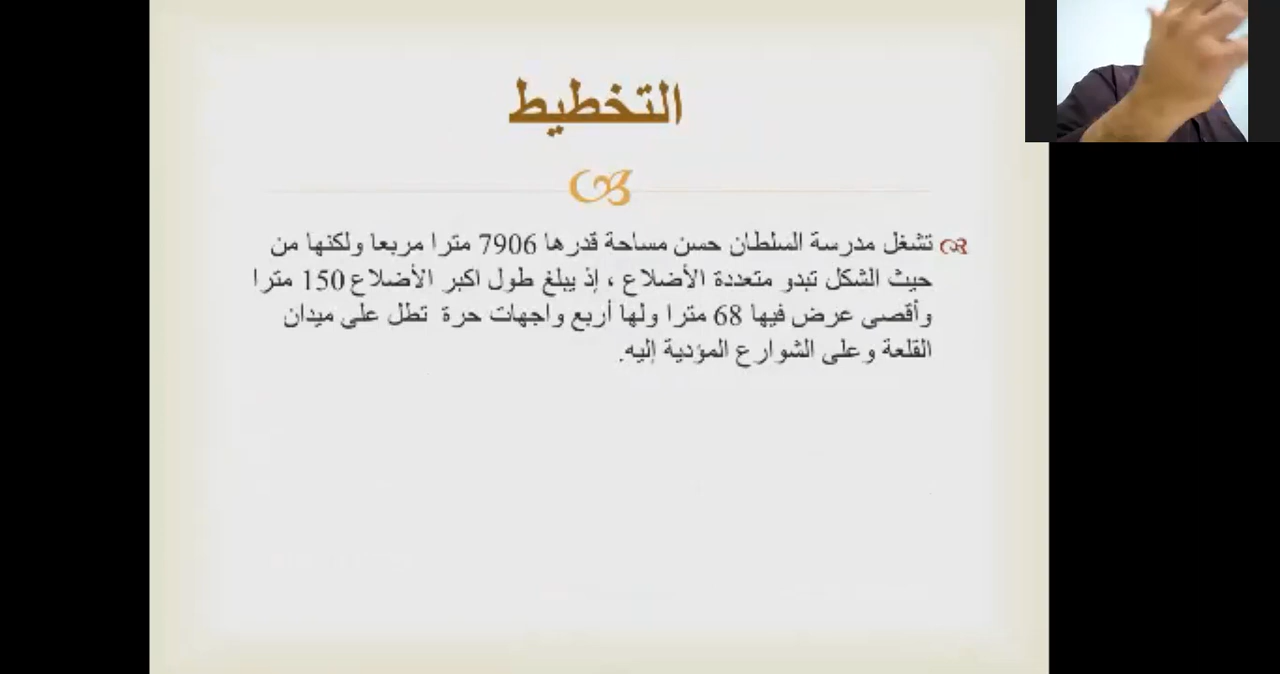 التخطيط
تشغل مدرسة السلطان حسن مساحة قدرها 7906 مترا مربعا ولكنها من
حيث الشكل تبدو متعددة الأضلاع ، إذ يبلغ طول اكبر الأضلاع 150 مترا
وأقصى عرض فيها 68 مترا ولها أربع واجهات حرة تطل على ميدان
القلعة وعلى الشوارع المؤدية إليه.